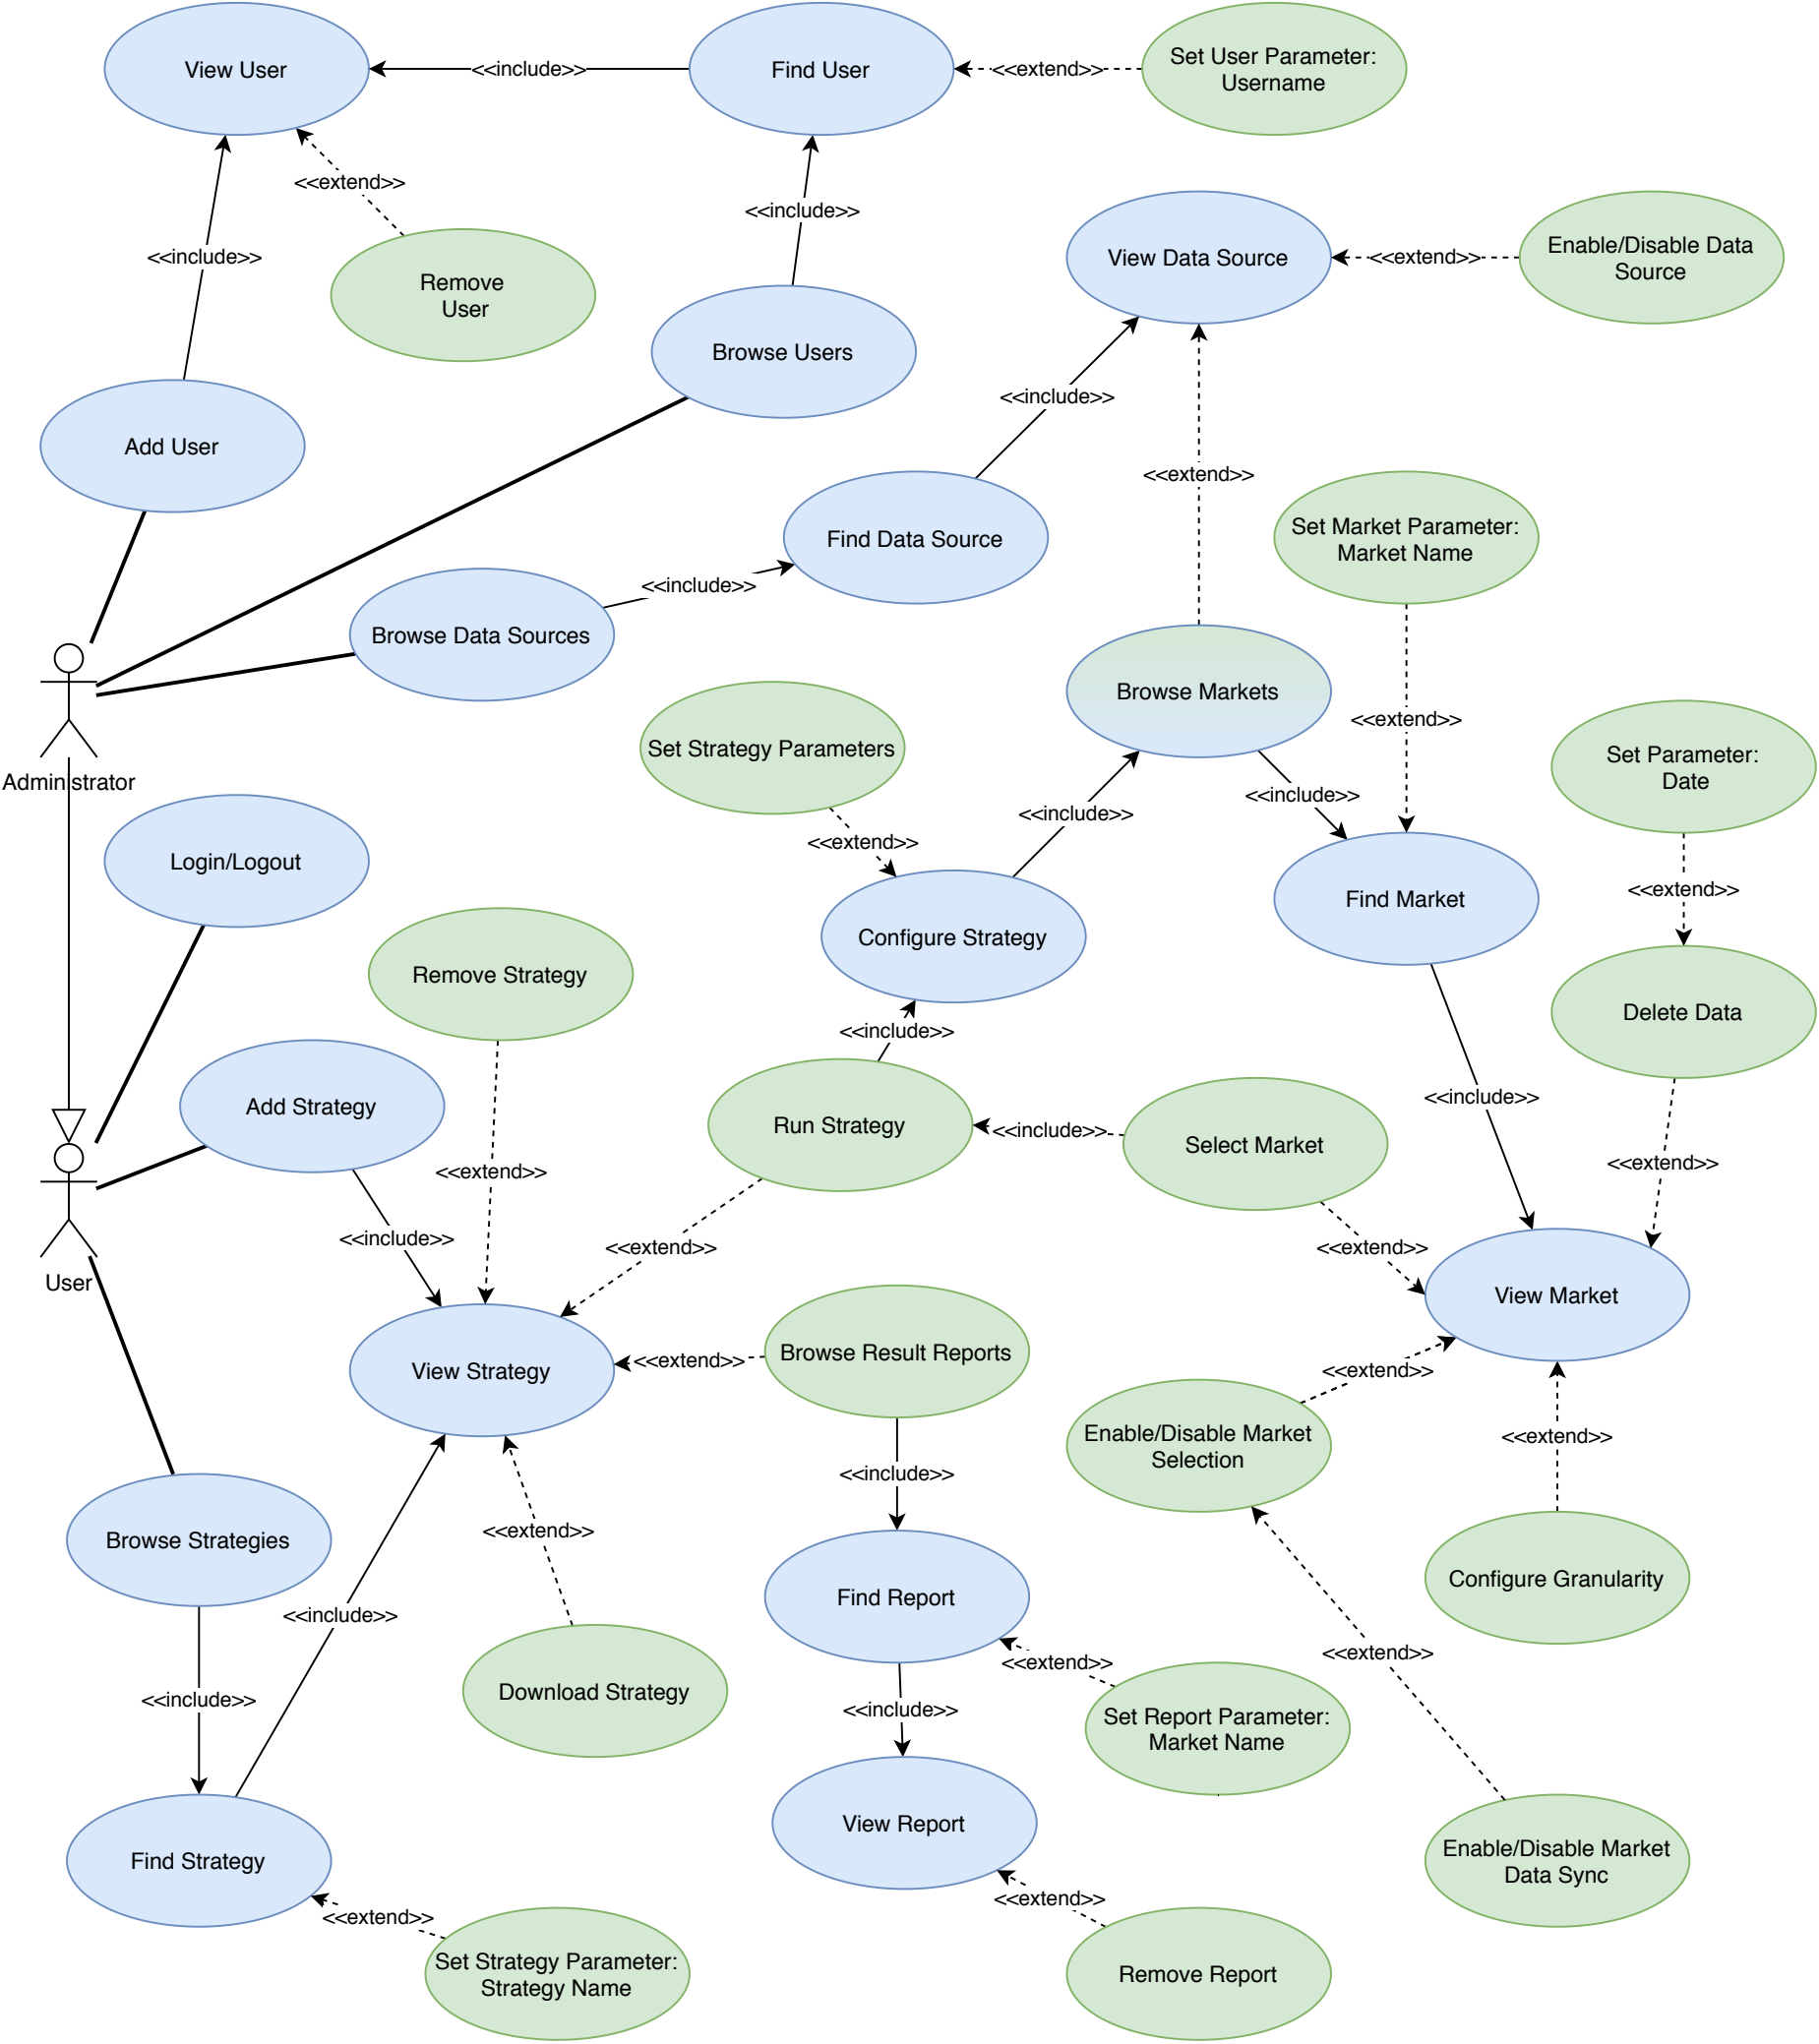 View User
<<include>>
Find User
<<extend>>
Set User Parameter:
Username
<<extend>>
<<include>>
<<include>>
Remove
User
View Data Source
<<extend>>
Enable/Disable Data
Source
Browse Users
<<include>>
Add User
<<extend>>
Find Data Source
Set Market Parameter:
Market Name
<<include>>
Browse Data Sources
Browse Markets
Set Strategy Parameters
<<extend>>
Set Parameter:
Date
Administrator
<<include>>
<<include>>
<<extend>>
Login/Logout
<<extend>>
Find Market
Configure Strategy
Remove Strategy
Delete Data
<<include>>
<<include>>
Add Strategy
Run Strategy
<<include>>
Select Market
<<extend>>
<<extend>>
<<include>>
<<extend>>
<<extend>>
User
View Market
Browse Result Reports
<<extend>>
View Strategy
<<extend>>
Enable/Disable Market
Selection
<<extend>>
<<include>>
<<extend>>
Browse Strategies
Configure Granularity
Find Report
<<include>>
<<extend>>
<<extend>>
Download Strategy
<<include>>
<<include>>
Set Report Parameter:
Market Name
View Report
Find Strategy
Enable/Disable Market
Data Sync
<<extend>>
<<extend>>
Set Strategy Parameter:
Strategy Name
Remove Report